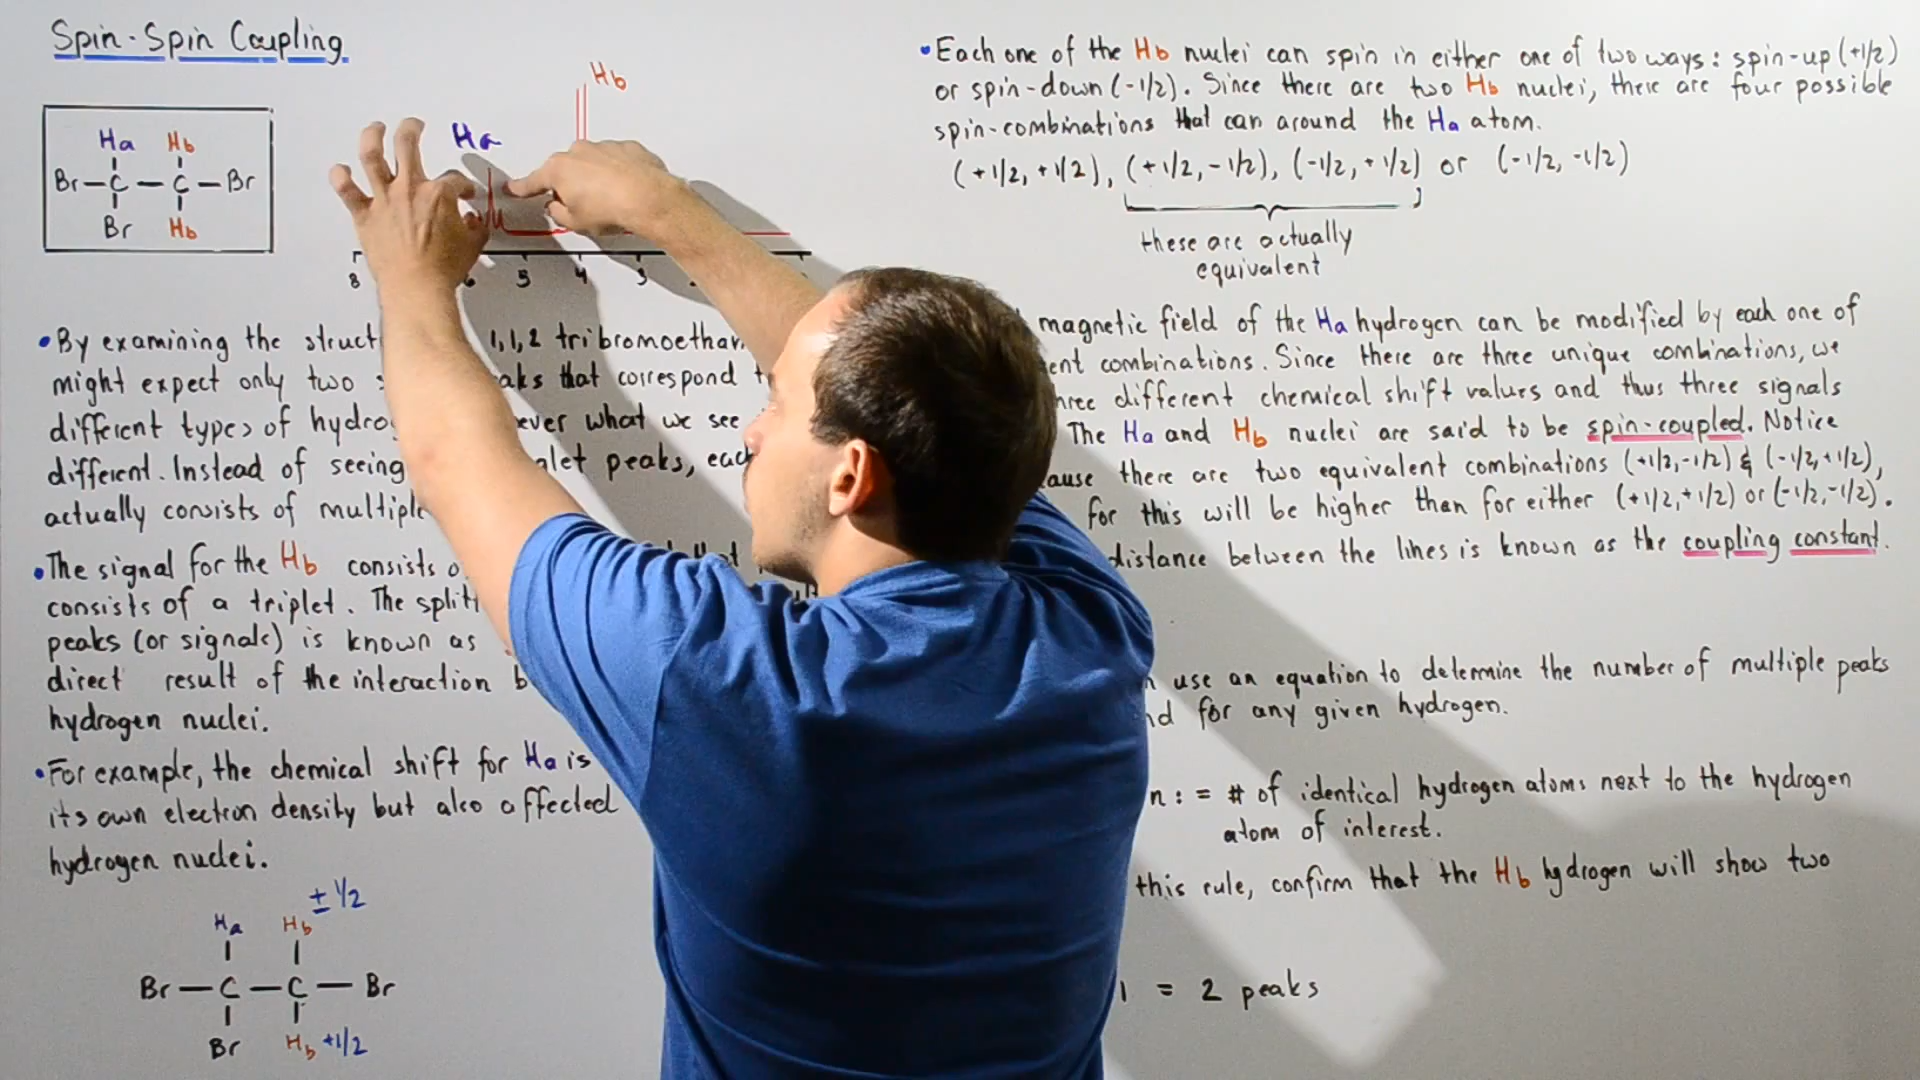 Spin-Spin Coupling
Ha Hb
Br-C-C-Br
Br Hb
Hb
Ha
8 5 4 3
• By examining the struct 1,1,2 tribromoethan
might expect only two aks that correspond t
different types of hydro ever what we see
different. Instead of seeing glet peaks, each
actually consists of multiple
• The signal for the Hb consists o
consists of a triplet. The splitt
peaks (or signals) is known as
direct result of the interaction b
hydrogen nuclei.
• For example, the chemical shift for Ha is
its own electron density but also affected
hydrogen nuclei.
± 1/2
Ha Hb
Br-C-C-Br
Br Hb +1/2
• Each one of the Hb nuclei can spin in either one of two ways: spin-up (+1/2)
or spin-down (-1/2). Since there are two Hb nuclei, there are four possible
spin-combinations that can around the Ha atom.
(+1/2, +1/2), (+1/2, -1/2), (-1/2, +1/2) or (-1/2, -1/2)
these are actually
equivalent
magnetic field of the Ha hydrogen can be modified by each one of
ent combinations. Since there are three unique combinations, we
hree different chemical shift values and thus three signals
The Ha and Hb nuclei are said to be spin-coupled. Notice
ause there are two equivalent combinations (+1/2,-1/2) & (-1/2,+1/2),
for this will be higher than for either (+1/2,+1/2) or (-1/2,-1/2).
distance between the lines is known as the coupling constant.
use an equation to determine the number of multiple peaks
nd for any given hydrogen.
n: = # of identical hydrogen atoms next to the hydrogen
atom of interest.
this rule, confirm that the Hb hydrogen will show two
1 = 2 peaks